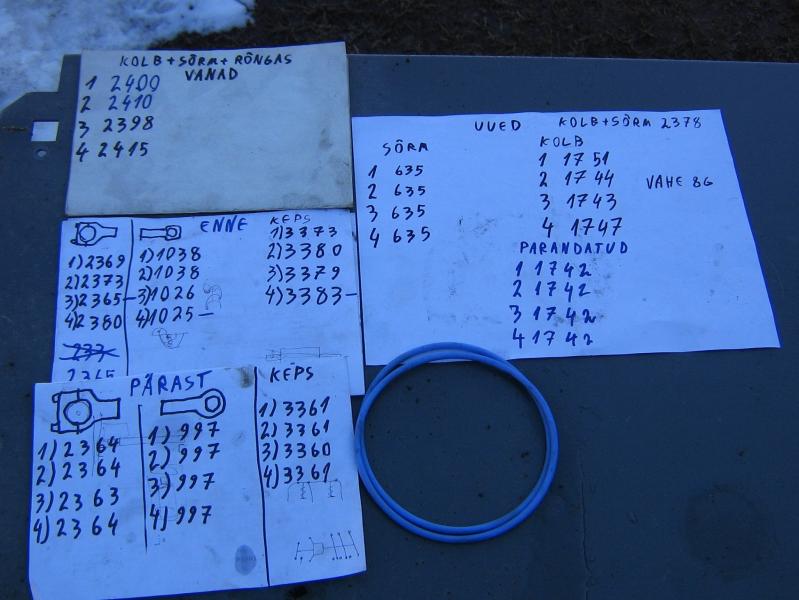 KOLB + SÕRM + RÕNGAS
VANAD
1 2400
2 2410
3 2398
4 2415
UUED KOLB+SÕRM 2378
SÕRM
1 635
2 635
3 635
4 635
KOLB
1 1751
2 1744
3 1743
4 1747
VAHE 8G
PARANDATUD
1 1742
2 1742
3 1742
4 1742
ENNE
1) 2369
2) 2373
3) 2365 –
4) 2380
2365
1) 1038
2) 1038
3) 1026
4) 1025 –
KEPS
1) 3373
2) 3380
3) 3379
4) 3383 –
PÄRAST
1) 2364
2) 2364
3) 2363
4) 2364
1) 997
2) 997
3) 997
4) 997
KEPS
1) 3361
2) 3361
3) 3360
4) 3361